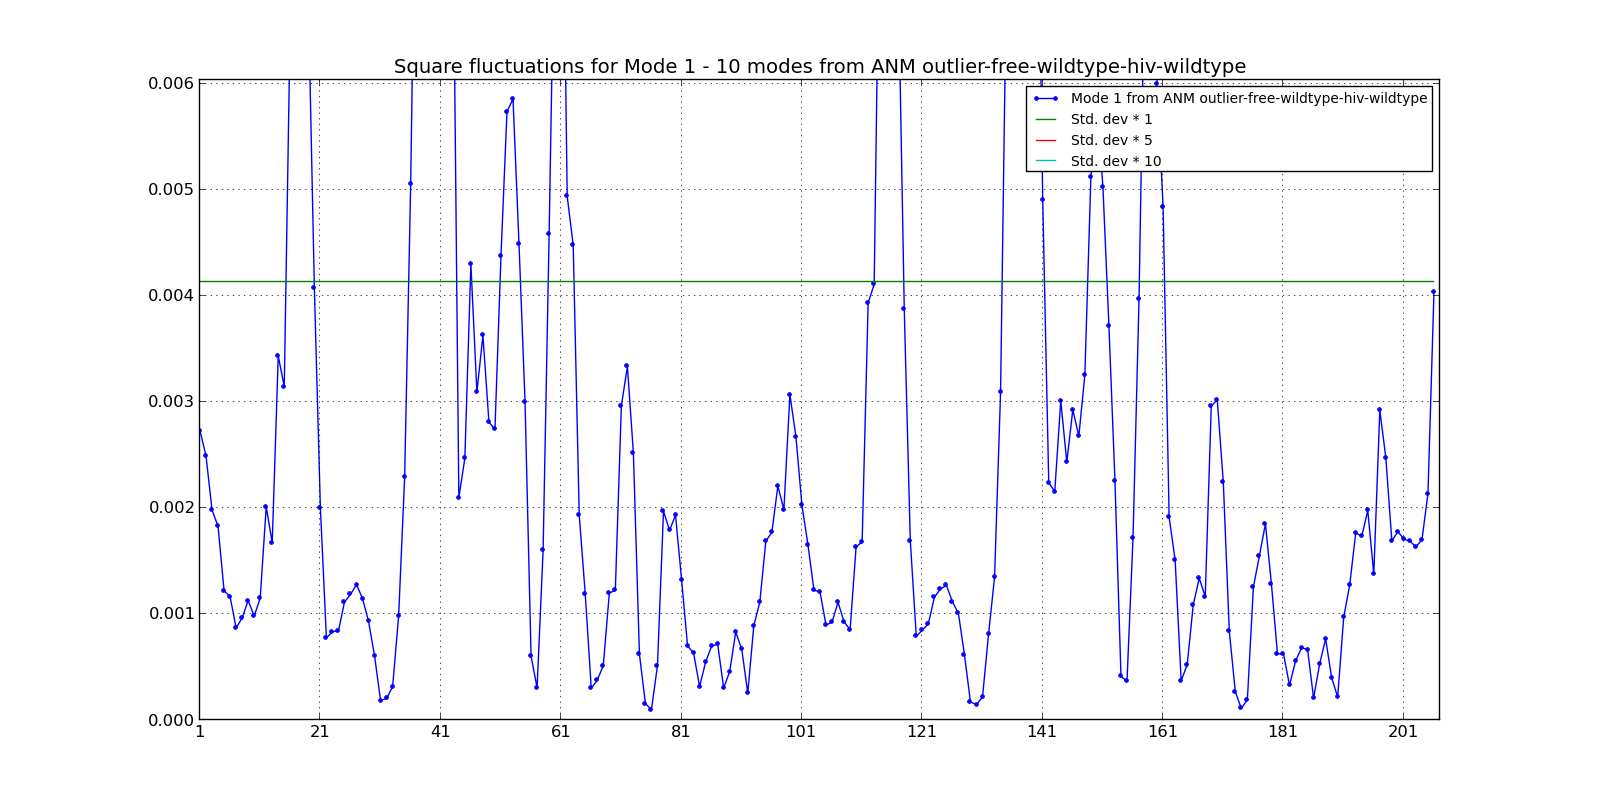 Square fluctuations for Mode 1 - 10 modes from ANM outlier-free-wildtype-hiv-wildtype
0.006
0.005
0.004
0.003
0.002
0.001
0.000
Mode 1 from ANM outlier-free-wildtype-hiv-wildtype
Std. dev * 1
Std. dev * 5
Std. dev * 10
1 21 41 61 81 101 121 141 161 181 201